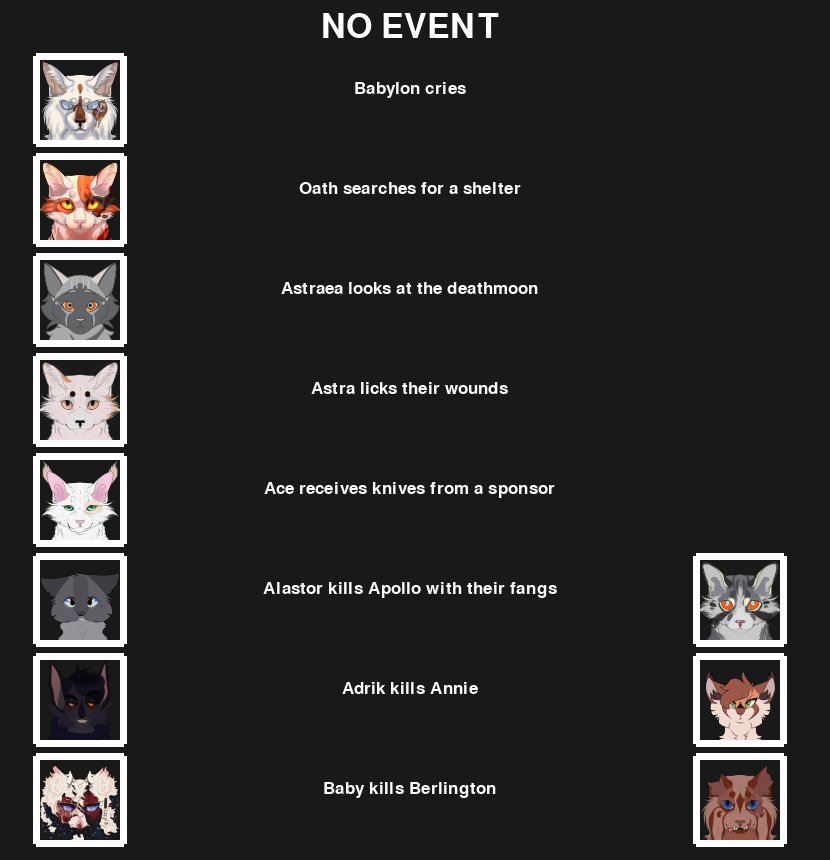 NO EVENT
Babylon cries
Oath searches for a shelter
Astraea looks at the deathmoon
Astra licks their wounds
Ace receives knives from a sponsor
Alastor kills Apollo with their fangs
Adrik kills Annie
Baby kills Berlington